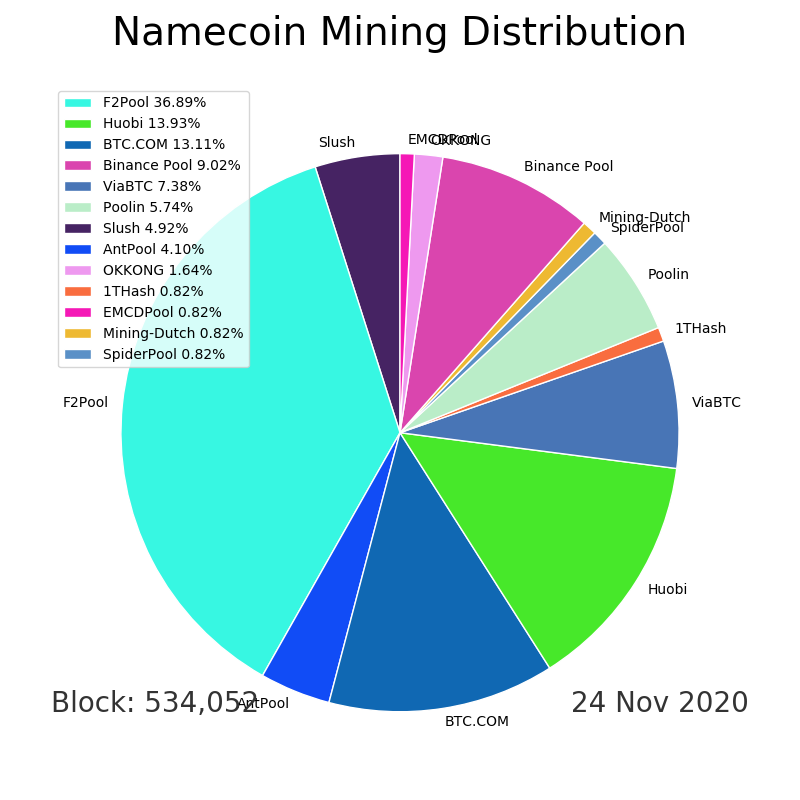 Namecoin Mining Distribution
F2Pool 36.89%
Huobi 13.93%
BTC.COM 13.11%
Binance Pool 9.02%
ViaBTC 7.38%
Poolin 5.74%
Slush 4.92%
AntPool 4.10%
OKKONG 1.64%
1THash 0.82%
EMCDPool 0.82%
Mining-Dutch 0.82%
SpiderPool 0.82%
Slush
EMCDPool
OKKONG
Binance Pool
Mining-Dutch
SpiderPool
Poolin
1THash
ViaBTC
F2Pool
Huobi
AntPool
BTC.COM
Block: 534,052
24 Nov 2020